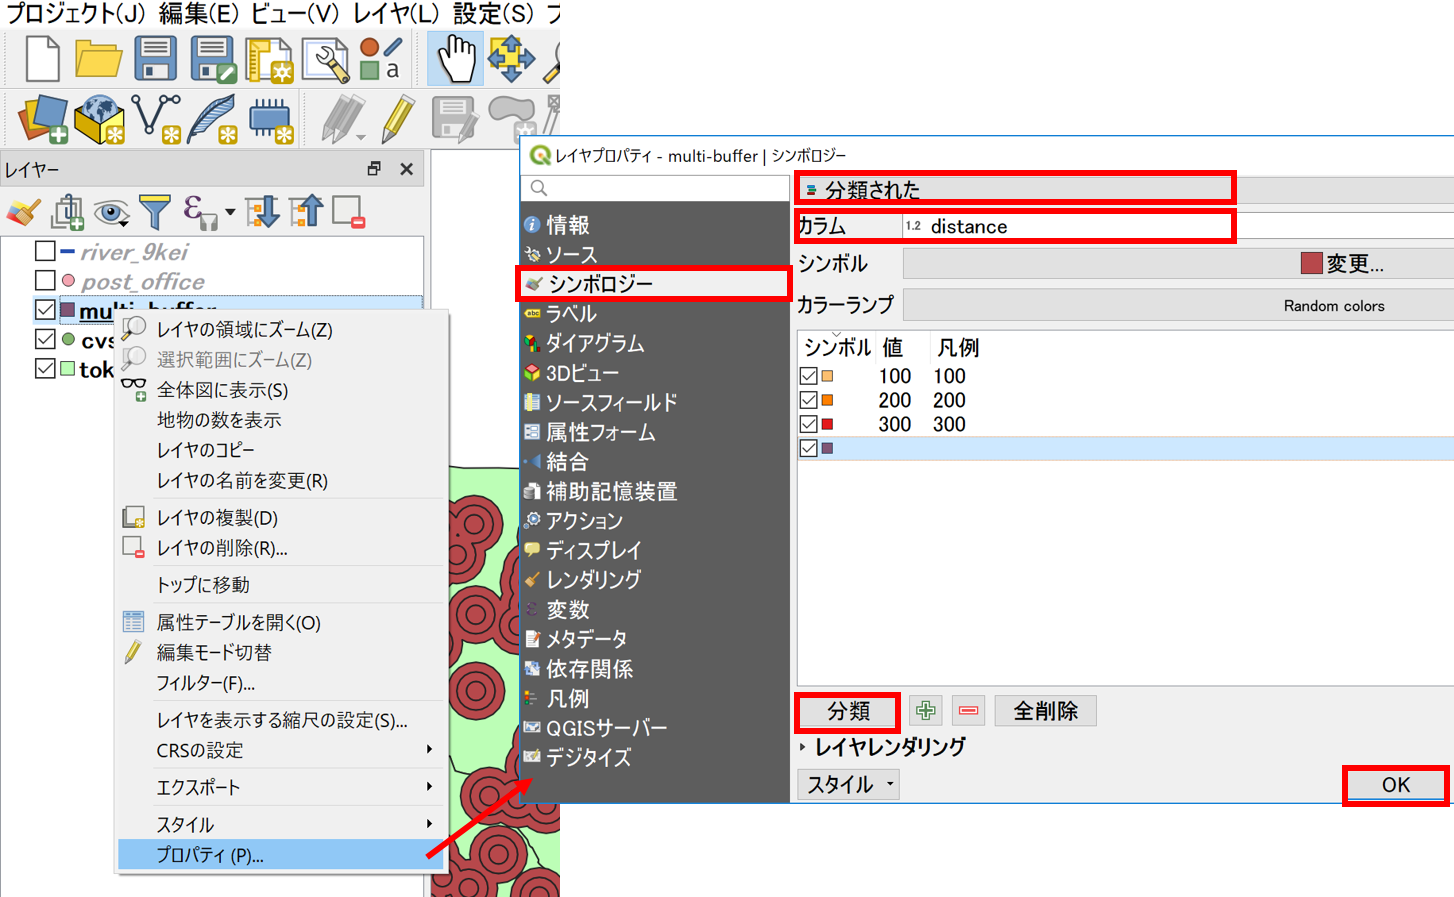 プロジェクト(J) 編集(E) ビュー(V) レイヤ(L) 設定(S) プ
a
レイヤー
ε
river_9kei
post_office
multi-buffer
cvs
tok
レイヤの領域にズーム(Z)
選択範囲にズーム(Z)
全体図に表示(S)
地物の数を表示
レイヤのコピー
レイヤの名前を変更(R)
レイヤの複製(D)
レイヤの削除(R)...
トップに移動
属性テーブルを開く(O)
編集モード切替
フィルター(F)...
レイヤを表示する縮尺の設定(S)...
CRSの設定
エクスポート
スタイル
プロパティ(P)...
レイヤプロパティ - multi-buffer | シンボロジー
情報
ソース
シンボロジー
abc ラベル
ダイアグラム
3Dビュー
ソースフィールド
属性フォーム
結合
補助記憶装置
アクション
ディスプレイ
レンダリング
ε 変数
メタデータ
依存関係
凡例
QGISサーバー
デジタイズ
分類された
カラム 1.2 distance
シンボル 変更...
カラーランプ Random colors
シンボル 値 凡例
100 100
200 200
300 300
分類 全削除
レイヤレンダリング
スタイル
OK